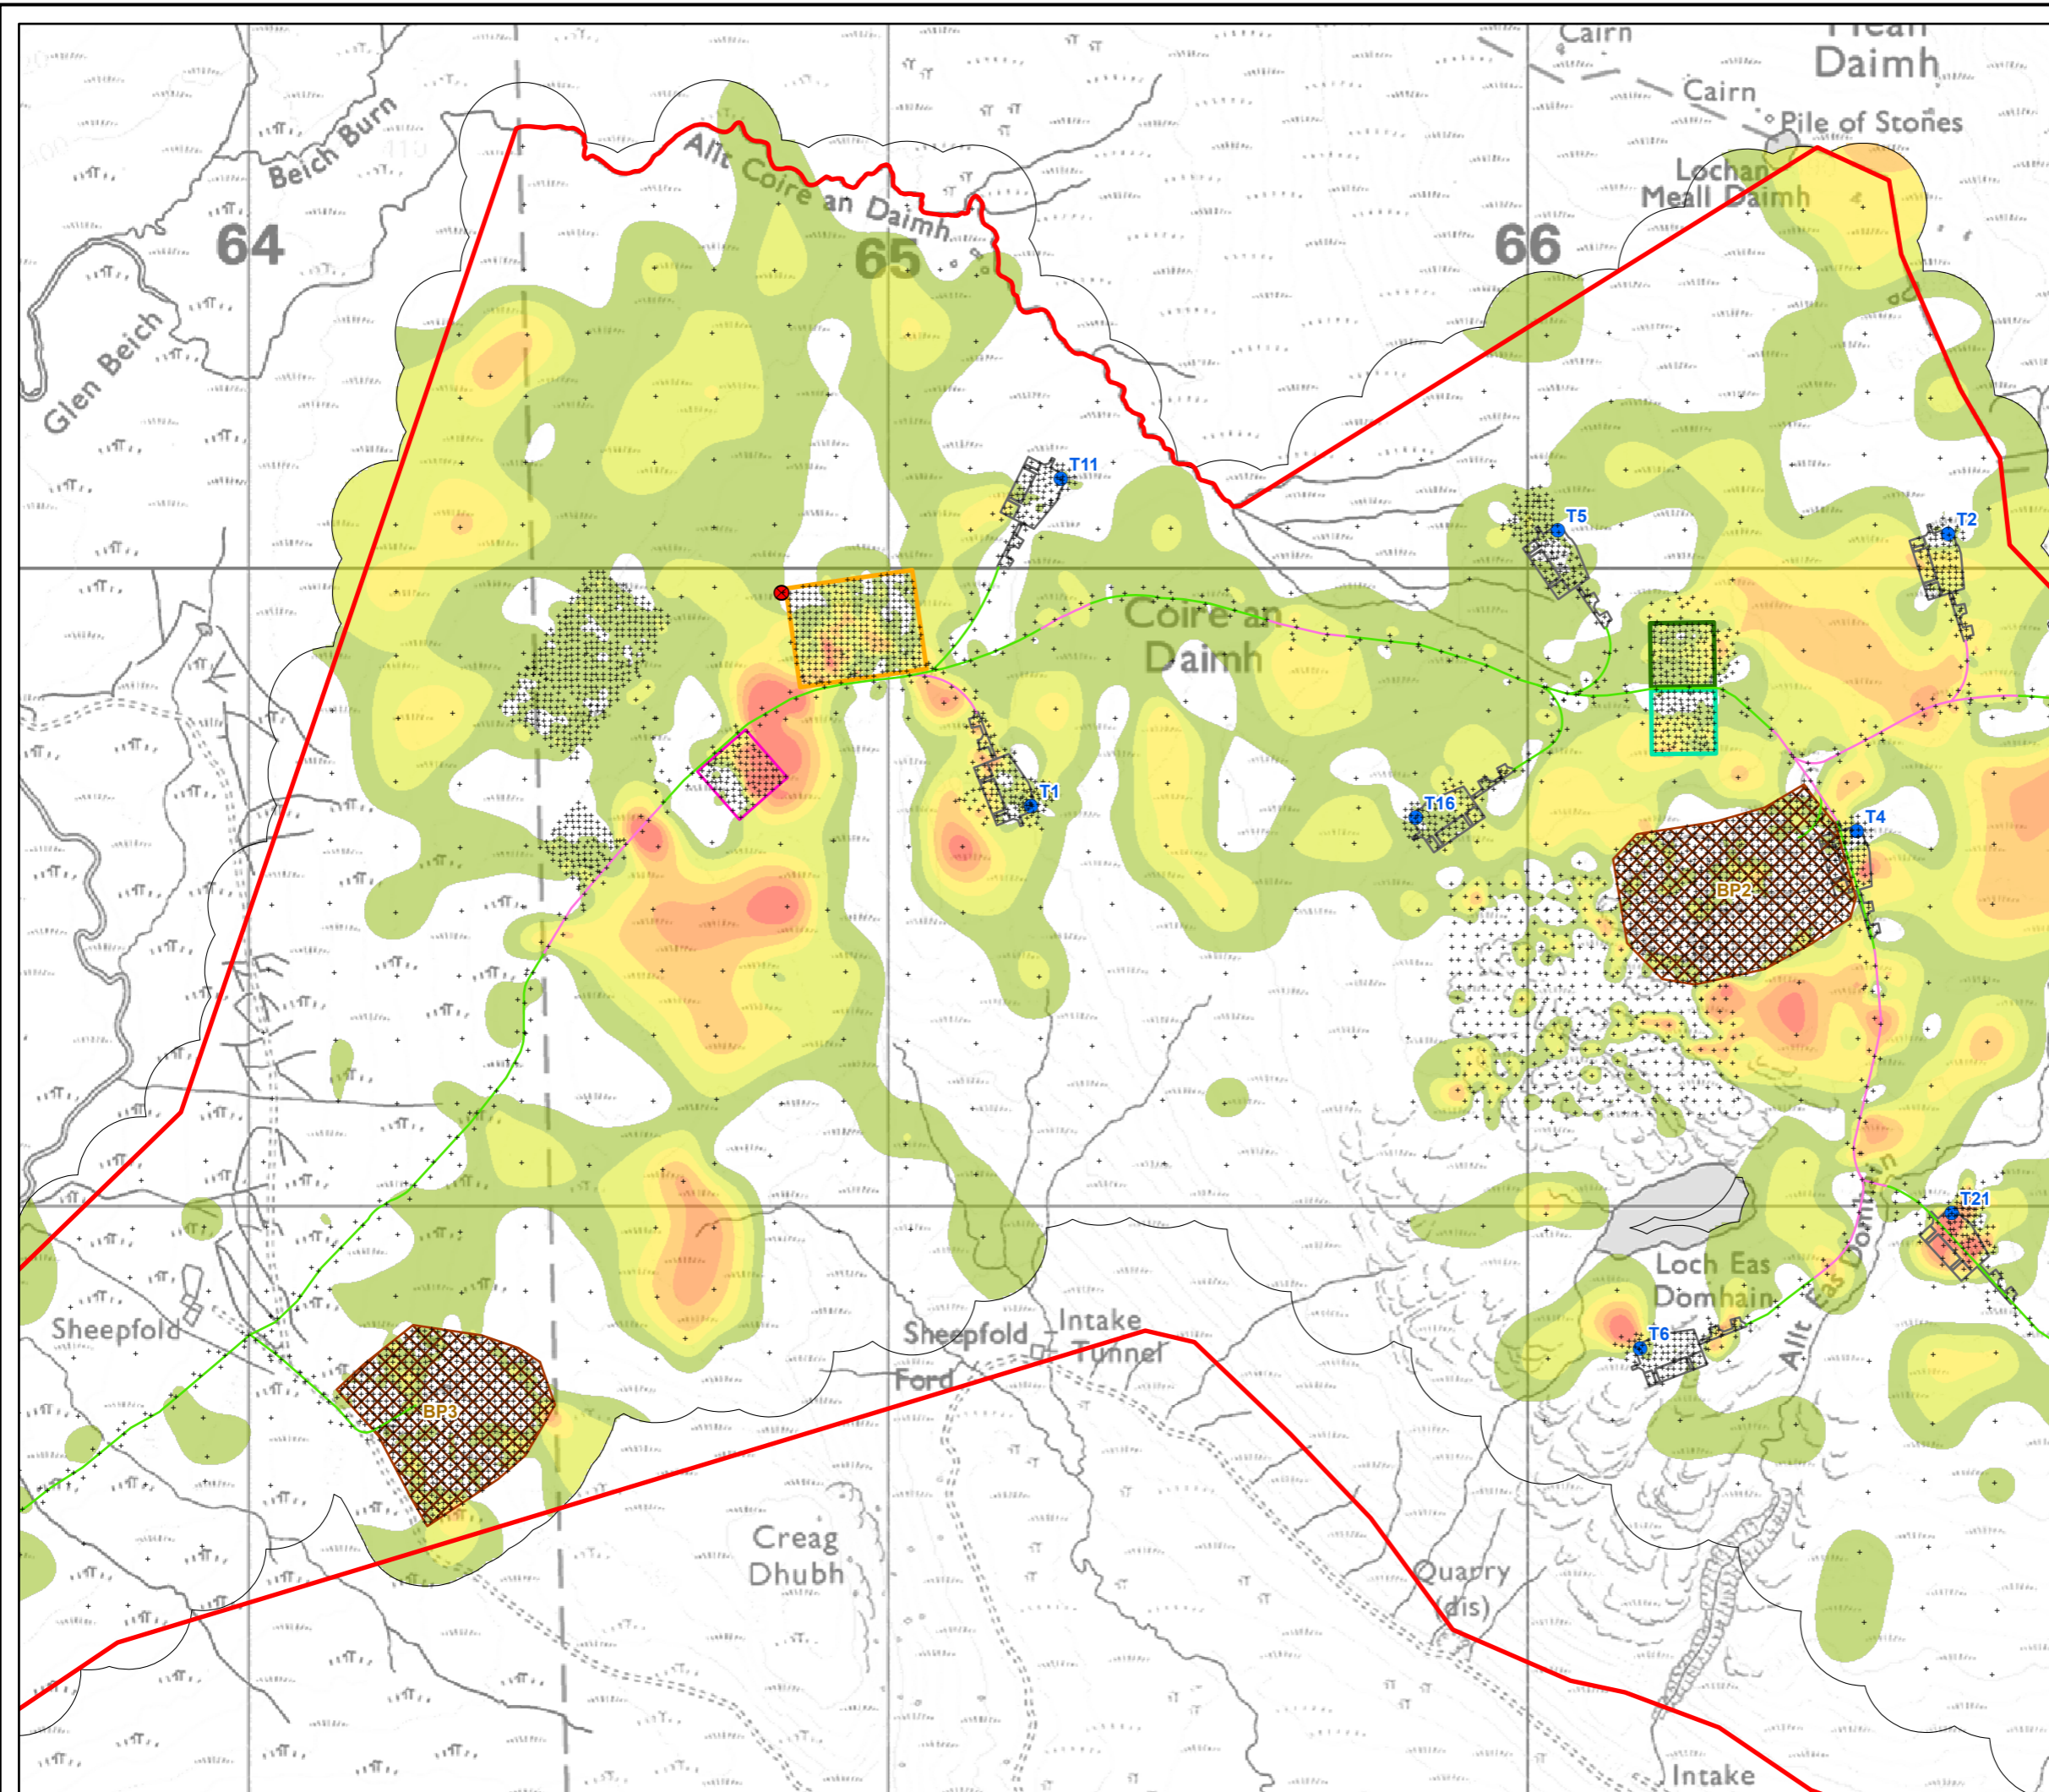 Cairn
Daimh
Cairn
Pile of Stones
Lochan
Meall Daimh
Beich Burn
Allt Coire an Daimh
64
65
66
Glen Beich
T11
T5
T2
Coire an
Daimh
T1
T16
T4
BP2
T21
Loch Eas
Domhain
Allt Eas Domhain
T6
Sheepfold
Sheepfold
Intake
Tunnel
Ford
BP3
Creag
Dhubh
Quarry
(dis)
Intake